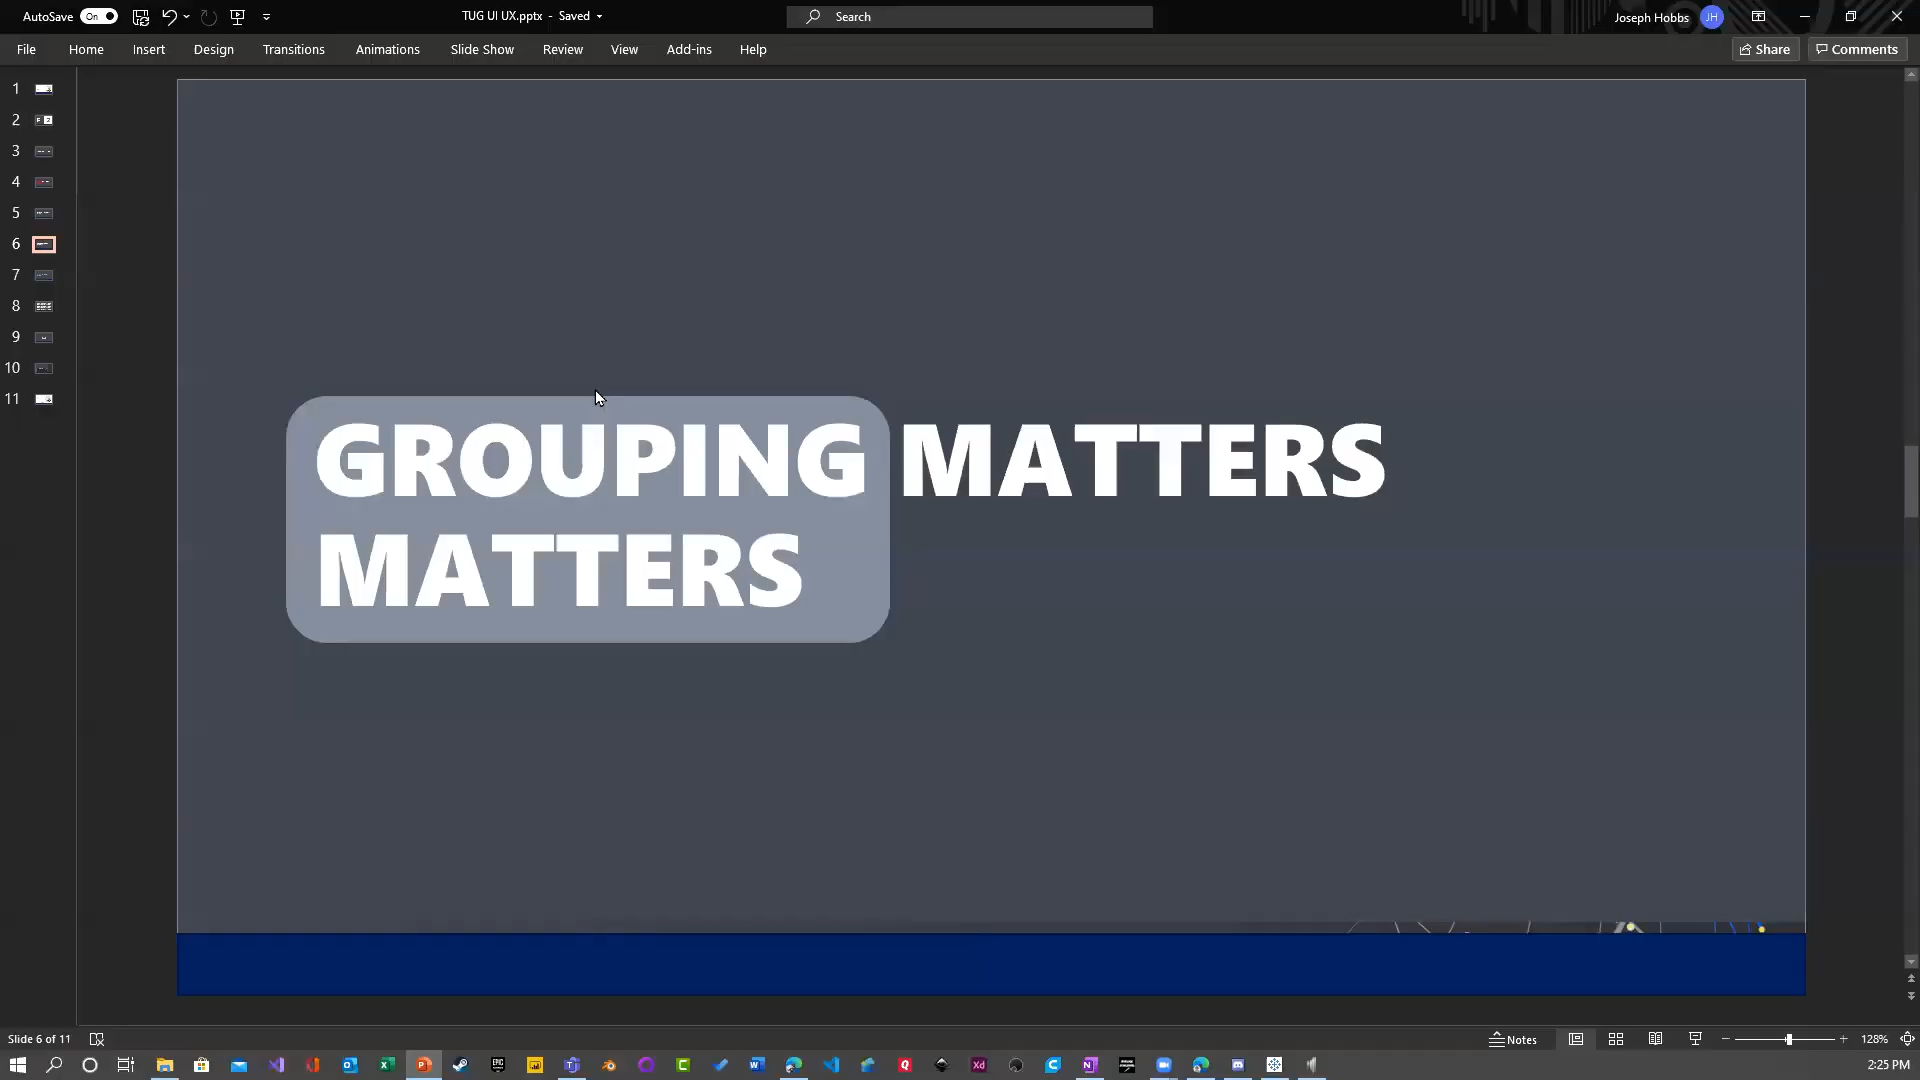 AutoSave On TUG UI UX.pptx - Saved Search Joseph Hobbs JH
File Home Insert Design Transitions Animations Slide Show Review View Add-ins Help Share Comments
1
2
3
4
5
6
7
8
9
10
11
GROUPING MATTERS
MATTERS
Slide 6 of 11 Notes 128%
2:25 PM